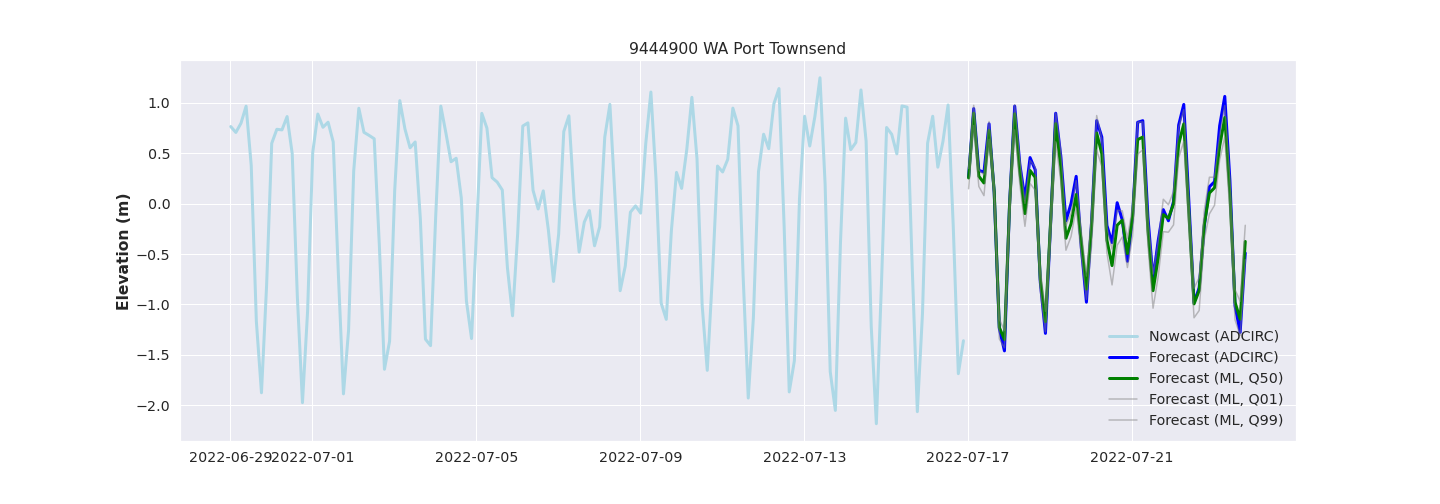 9444900 WA Port Townsend
Elevation (m)
1.0
0.5
0.0
−0.5
−1.0
−1.5
−2.0
Nowcast (ADCIRC)
Forecast (ADCIRC)
Forecast (ML, Q50)
Forecast (ML, Q01)
Forecast (ML, Q99)
2022-06-29 2022-07-01 2022-07-05 2022-07-09 2022-07-13 2022-07-17 2022-07-21